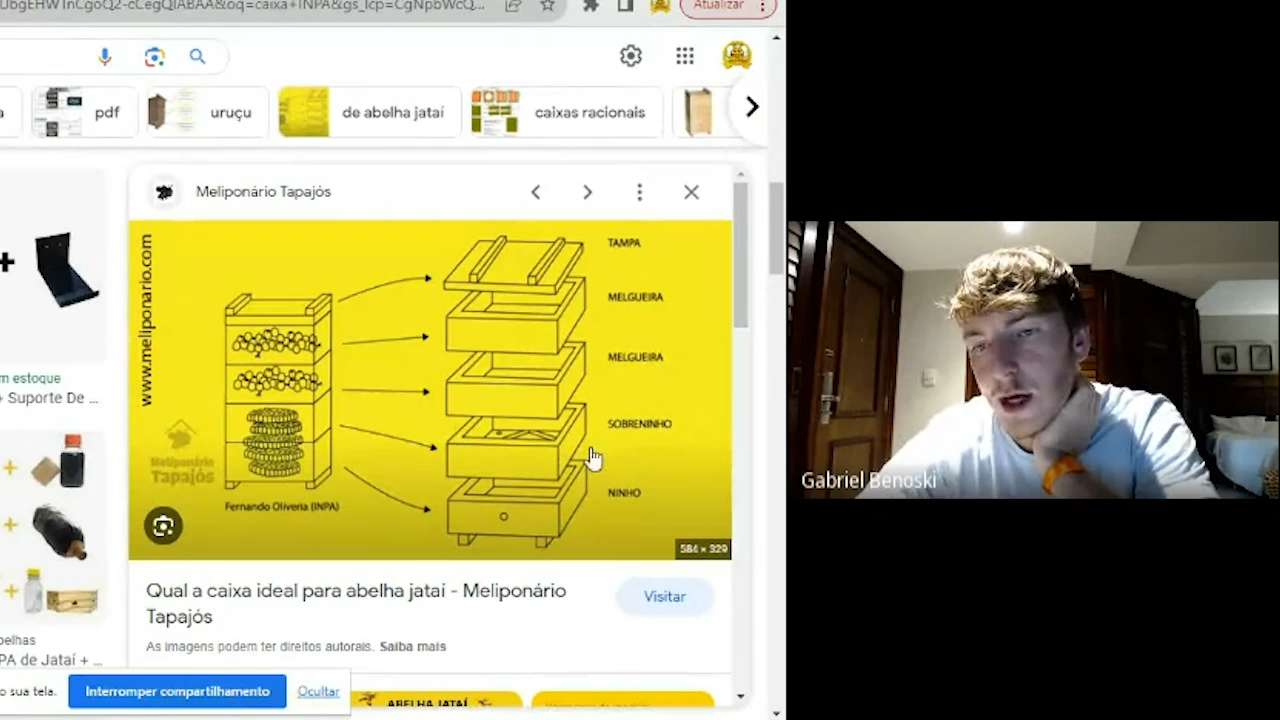 Atualizar
pdf
uruçu
de abelha jataí
caixas racionais
Meliponário Tapajós
www.meliponario.com
TAMPA
MELGUEIRA
MELGUEIRA
SOBRENINHO
NINHO
Meliponário
Tapajós
Fernando Oliveria (INPA)
584 × 329
m estoque
+ Suporte De ...
Qual a caixa ideal para abelha jataí - Meliponário
Tapajós
Visitar
As imagens podem ter direitos autorais. Saiba mais
PA de Jataí + ...
o sua tela.
Interromper compartilhamento
Ocultar
ABELHA JATAÍ
Gabriel Benoski